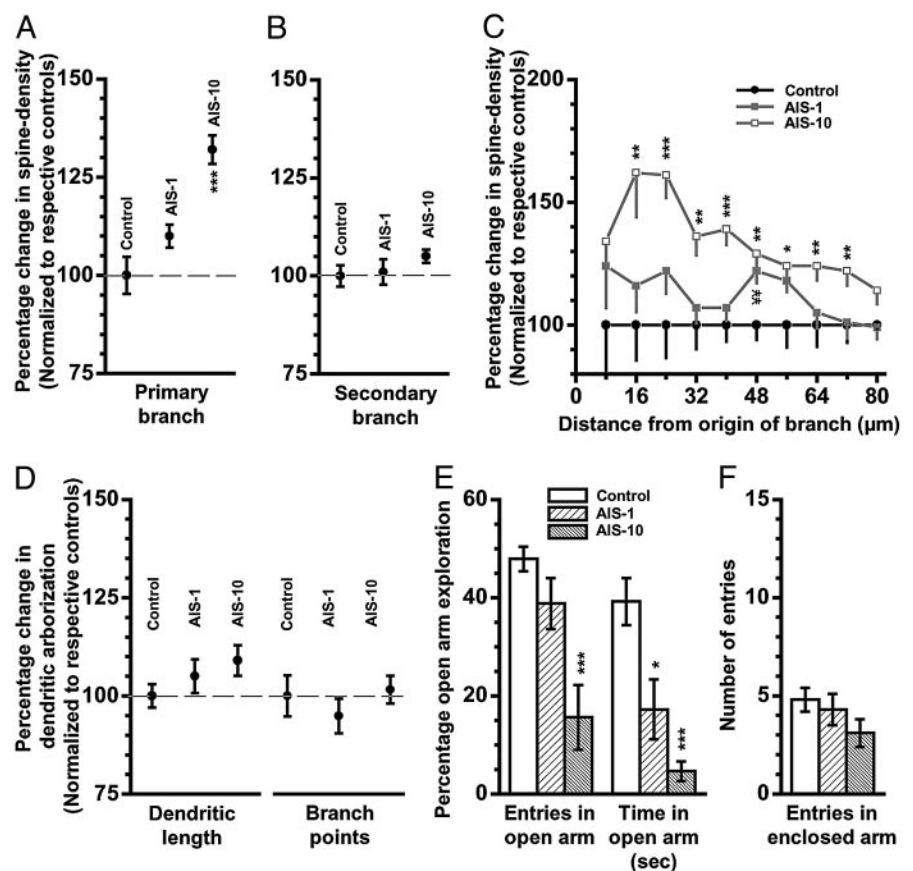 A
Percentage change in spine-density
(Normalized to respective controls)
150
125
100
75
Control
AIS-1
AIS-10
***
Primary
branch
B
150
125
100
75
Control
AIS-1
AIS-10
Secondary
branch
C
Percentage change in spine-density
(Normalized to respective controls)
200
150
100
Control
AIS-1
AIS-10
** *** ** *** ** * ** **
¥¥
0 16 32 48 64 80
Distance from origin of branch (µm)
D
Percentage change in
dendritic arborization
(Normalized to respective controls)
150
125
100
75
Control
AIS-1
AIS-10
Control
AIS-1
AIS-10
Dendritic
length
Branch
points
E
Percentage open arm exploration
60
40
20
0
Control
AIS-1
AIS-10
***
*
***
Entries in
open arm
Time in
open arm
(sec)
F
Number of entries
15
10
5
0
Entries in
enclosed arm